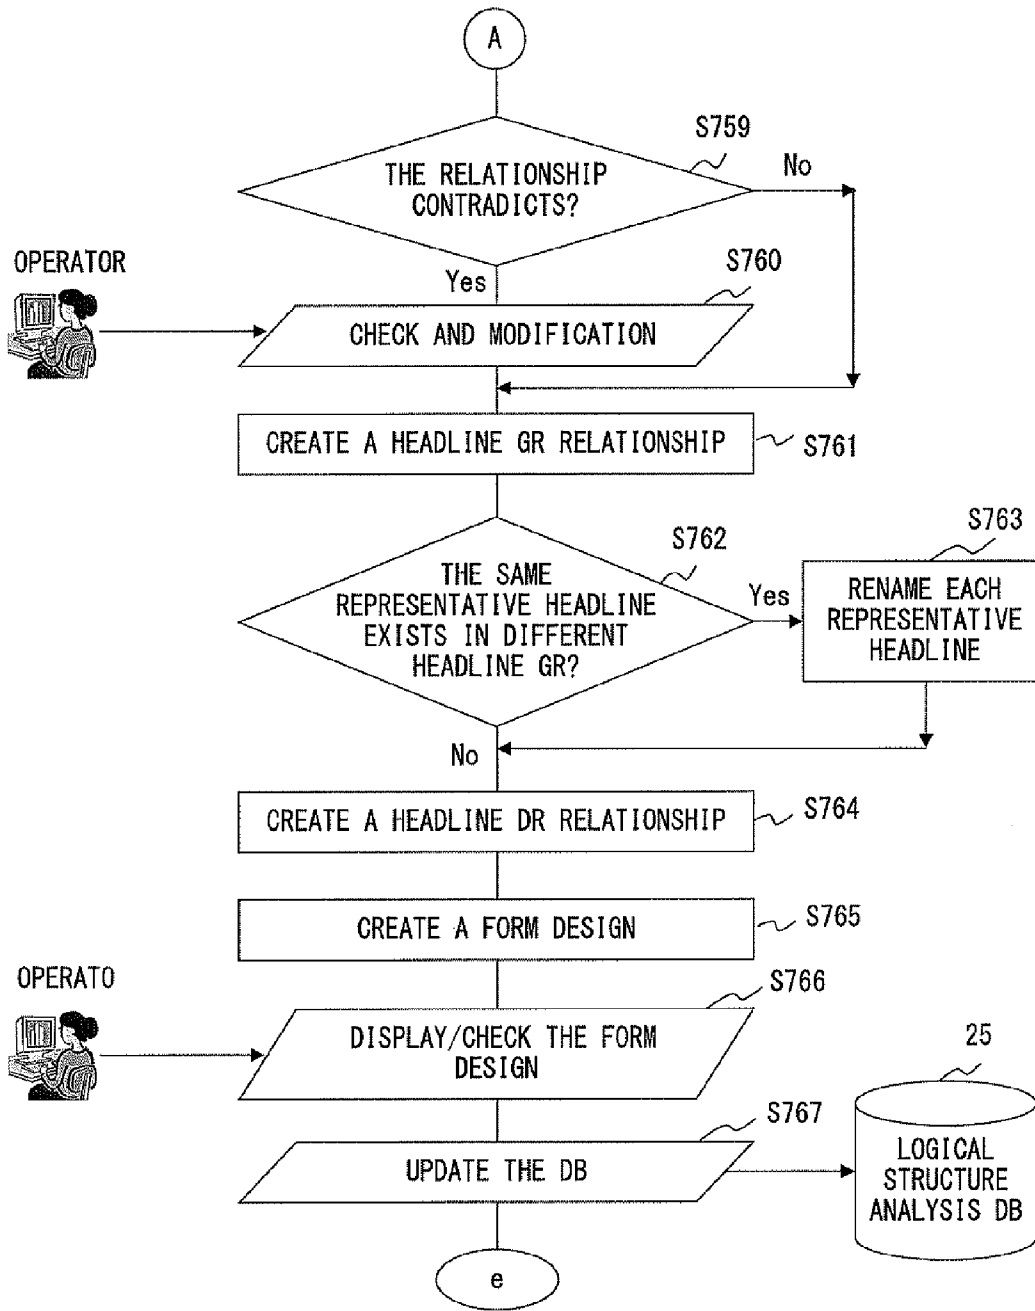 A
S759
THE RELATIONSHIP
CONTRADICTS?
No
OPERATOR
Yes
S760
CHECK AND MODIFICATION
CREATE A HEADLINE GR RELATIONSHIP
S761
S762
THE SAME
REPRESENTATIVE HEADLINE
EXISTS IN DIFFERENT
HEADLINE GR?
Yes
S763
RENAME EACH
REPRESENTATIVE
HEADLINE
No
CREATE A HEADLINE DR RELATIONSHIP
S764
CREATE A FORM DESIGN
S765
OPERATO
S766
DISPLAY/CHECK THE FORM
DESIGN
S767
UPDATE THE DB
25
LOGICAL
STRUCTURE
ANALYSIS DB
e